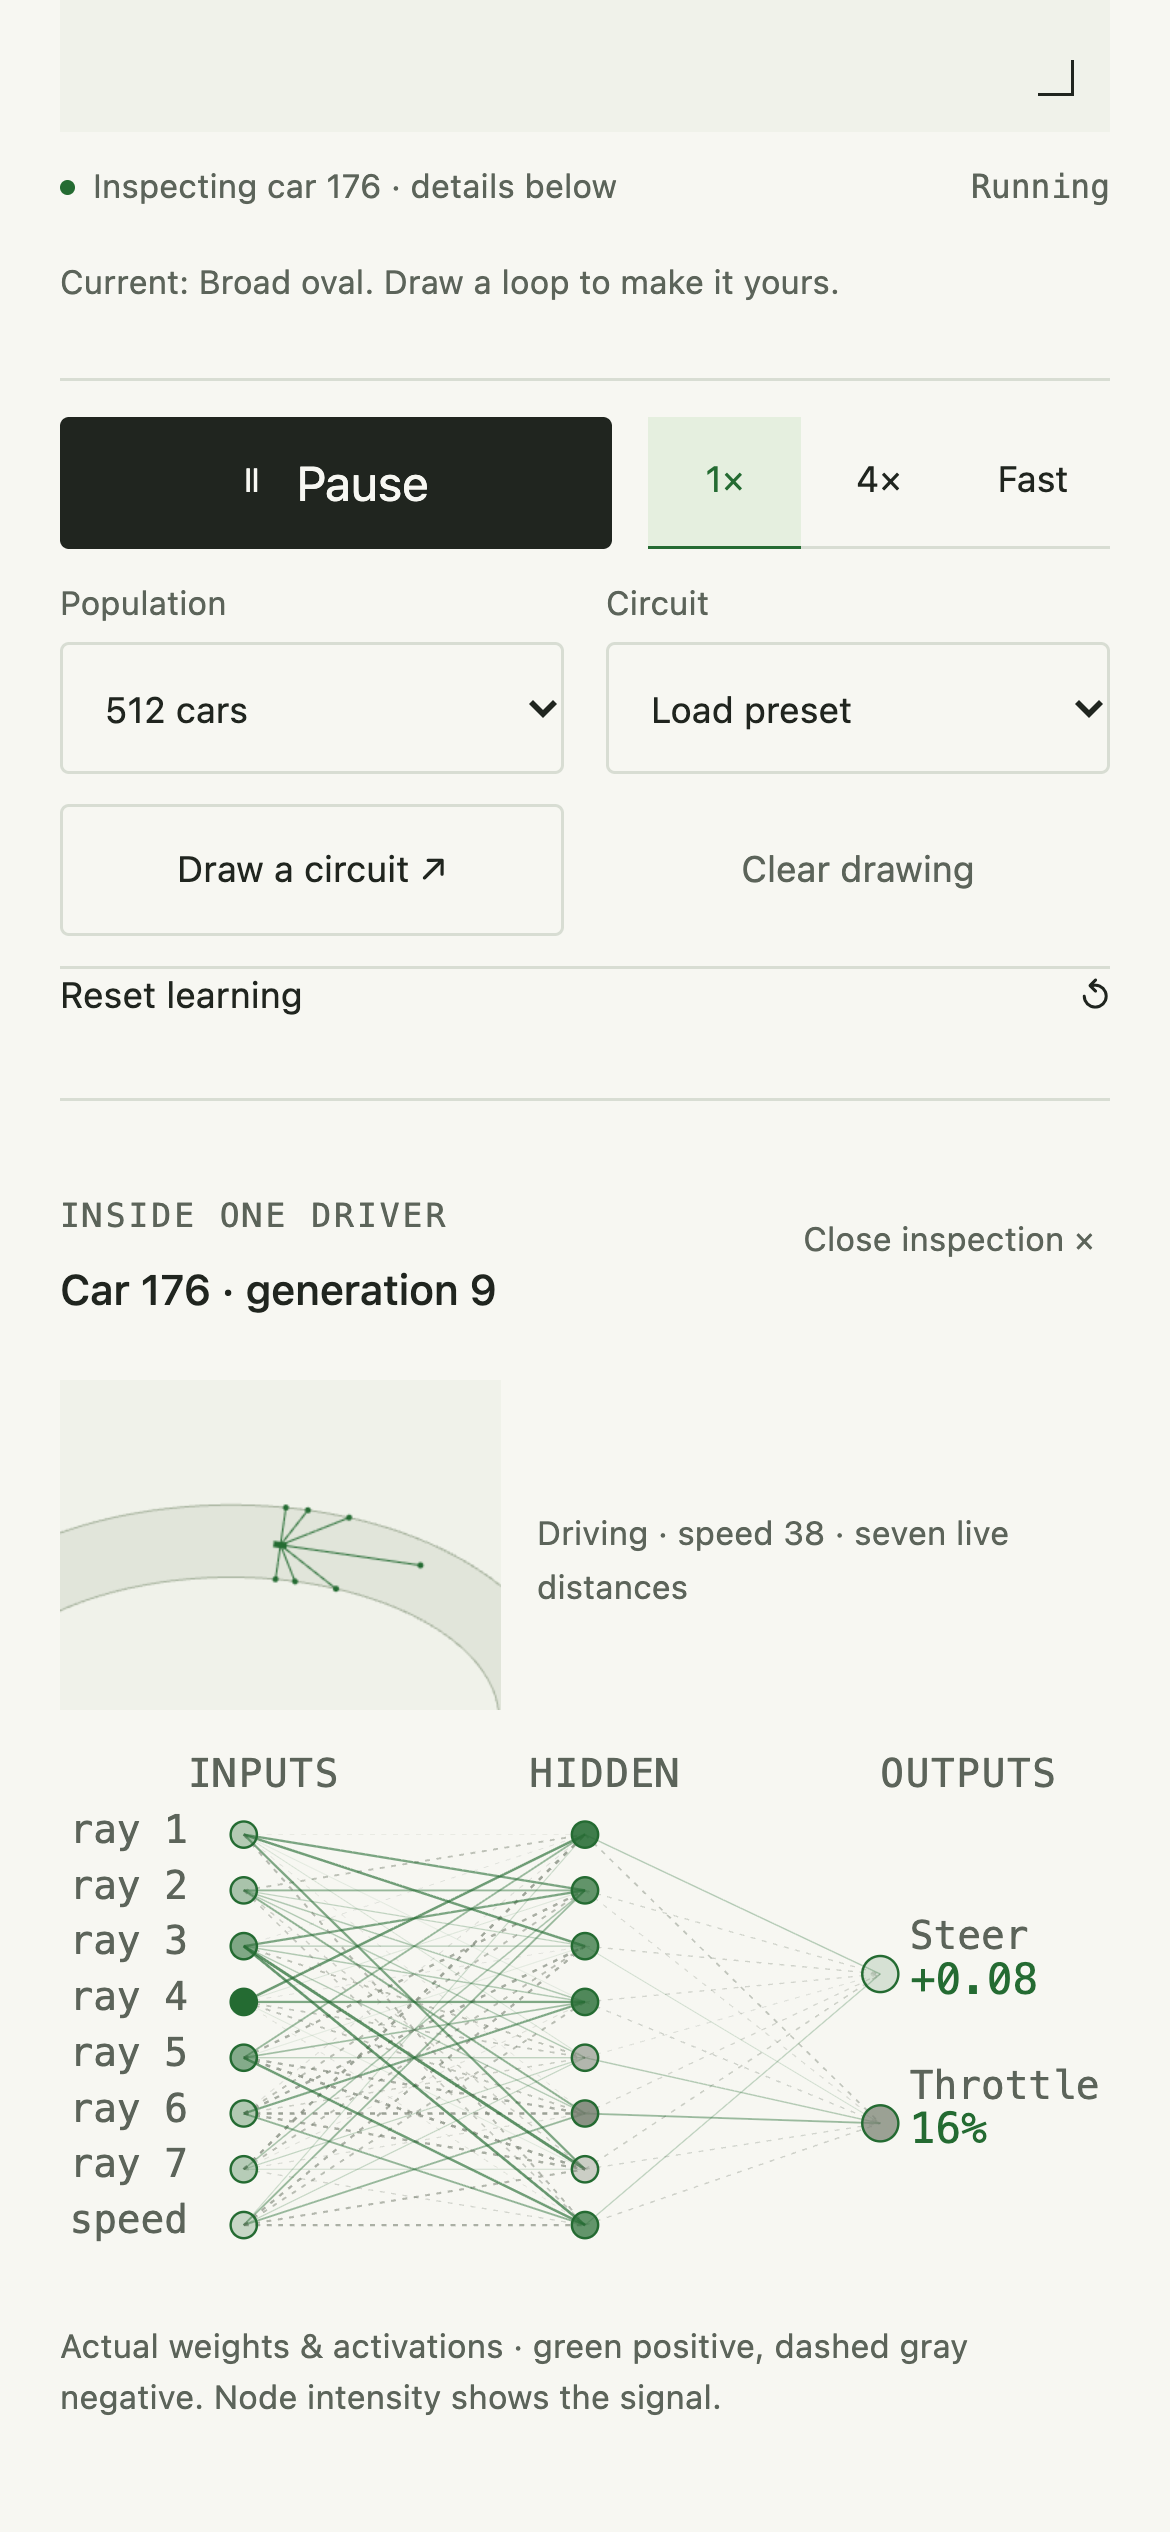 Inspecting car 176 · details below
Running
Current: Broad oval. Draw a loop to make it yours.
Pause
1×
4×
Fast
Population
Circuit
512 cars
Load preset
Draw a circuit ↗
Clear drawing
Reset learning
INSIDE ONE DRIVER
Close inspection ×
Car 176 · generation 9
Driving · speed 38 · seven live
distances
INPUTS
HIDDEN
OUTPUTS
ray 1
ray 2
ray 3
ray 4
ray 5
ray 6
ray 7
speed
Steer
+0.08
Throttle
16%
Actual weights & activations · green positive, dashed gray
negative. Node intensity shows the signal.